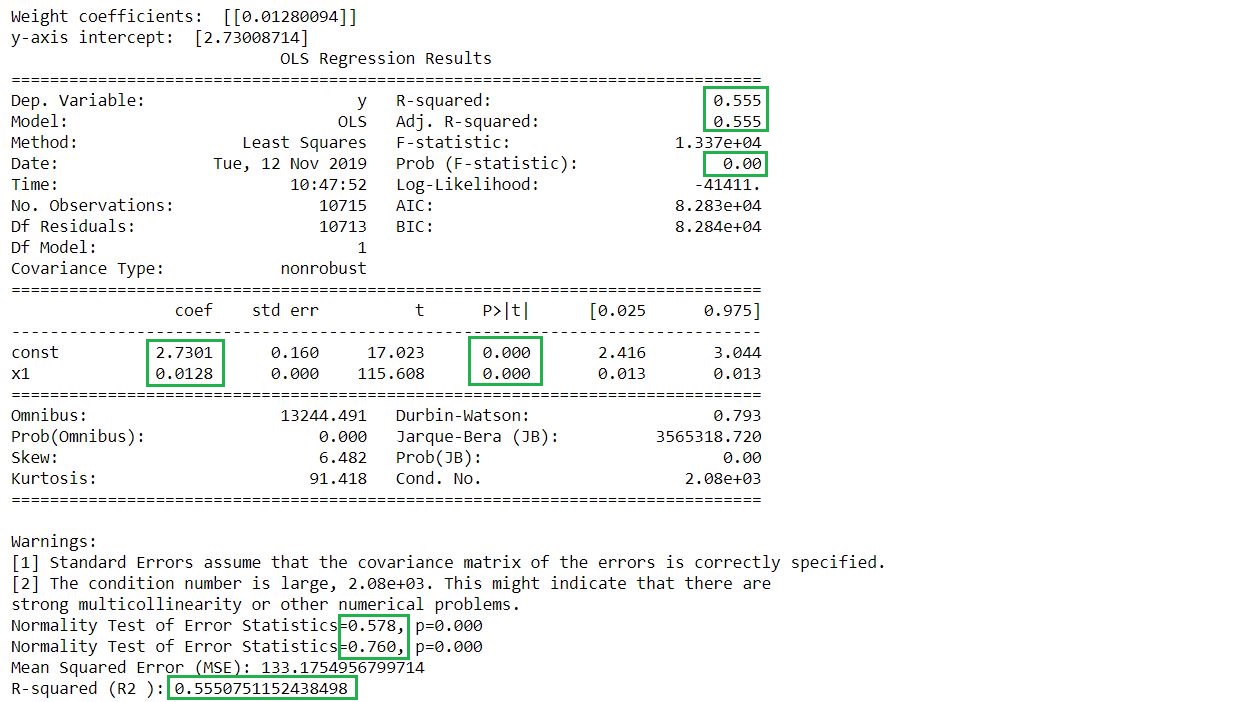 Weight coefficients:  [[0.01280094]]
y-axis intercept:  [2.73008714]
                            OLS Regression Results
==============================================================================
Dep. Variable:                      y   R-squared:                       0.555
Model:                            OLS   Adj. R-squared:                  0.555
Method:                 Least Squares   F-statistic:                 1.337e+04
Date:                Tue, 12 Nov 2019   Prob (F-statistic):               0.00
Time:                        10:47:52   Log-Likelihood:                -41411.
No. Observations:               10715   AIC:                         8.283e+04
Df Residuals:                   10713   BIC:                         8.284e+04
Df Model:                           1
Covariance Type:            nonrobust
==============================================================================
                 coef    std err          t      P>|t|      [0.025      0.975]
------------------------------------------------------------------------------
const          2.7301      0.160     17.023      0.000       2.416       3.044
x1             0.0128      0.000    115.608      0.000       0.013       0.013
==============================================================================
Omnibus:                    13244.491   Durbin-Watson:                   0.793
Prob(Omnibus):                  0.000   Jarque-Bera (JB):          3565318.720
Skew:                           6.482   Prob(JB):                         0.00
Kurtosis:                      91.418   Cond. No.                     2.08e+03
==============================================================================

Warnings:
[1] Standard Errors assume that the covariance matrix of the errors is correctly specified.
[2] The condition number is large, 2.08e+03. This might indicate that there are
strong multicollinearity or other numerical problems.
Normality Test of Error Statistics=0.578, p=0.000
Normality Test of Error Statistics=0.760, p=0.000
Mean Squared Error (MSE): 133.1754956799714
R-squared (R2 ): 0.5550751152438498